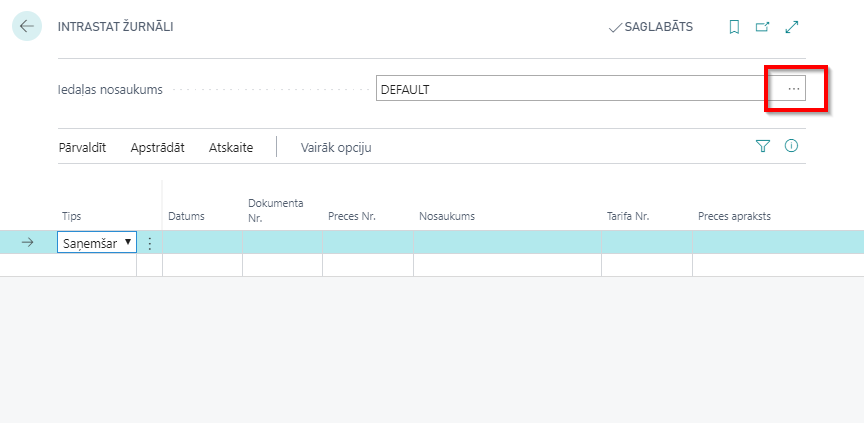 INTRASTAT ŽURNĀLI
SAGLABĀTS
Iedaļas nosaukums
DEFAULT
Pārvaldīt Apstrādāt Atskaite Vairāk opciju
Tips Datums Dokumenta Nr. Preces Nr. Nosaukums Tarifa Nr. Preces apraksts
Saņemšar